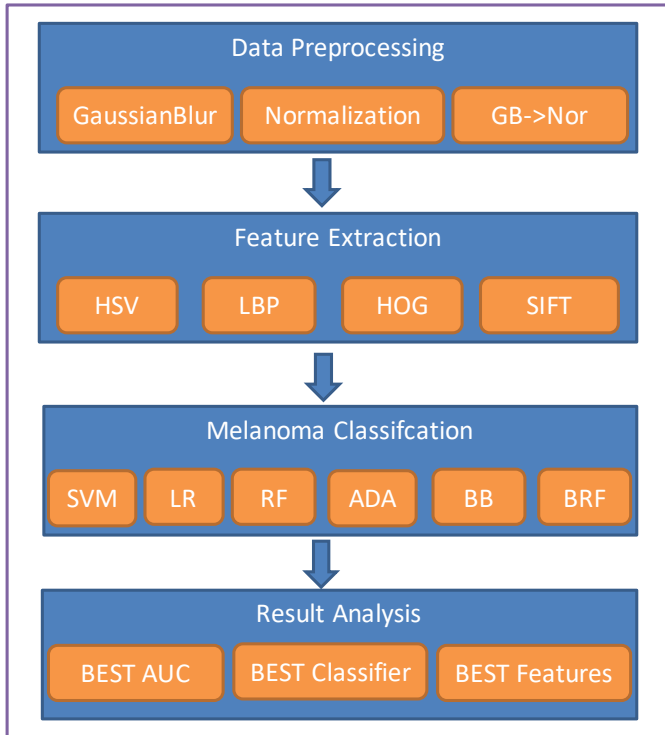 Data Preprocessing
GaussianBlur Normalization GB->Nor
Feature Extraction
HSV LBP HOG SIFT
Melanoma Classifcation
SVM LR RF ADA BB BRF
Result Analysis
BEST AUC BEST Classifier BEST Features